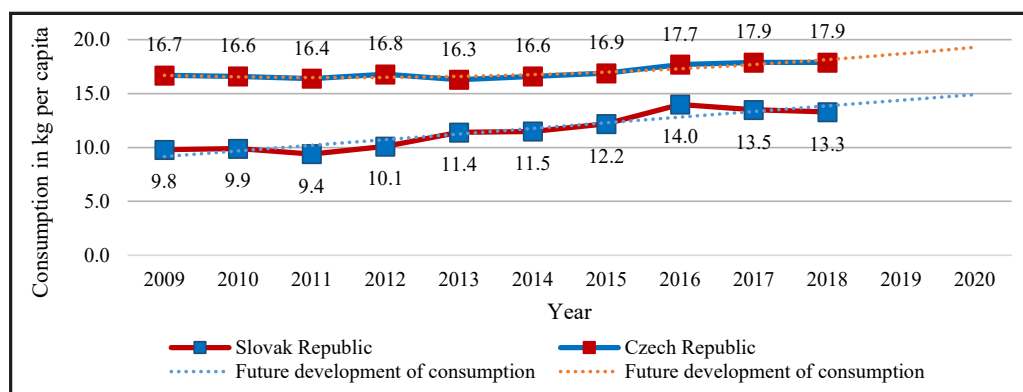 Consumption in kg per capita
20.0
15.0
10.0
5.0
0.0
16.7 16.6 16.4 16.8 16.3 16.6 16.9 17.7 17.9 17.9
9.8 9.9 9.4 10.1 11.4 11.5 12.2 14.0 13.5 13.3
2009 2010 2011 2012 2013 2014 2015 2016 2017 2018 2019 2020
Year
Slovak Republic Czech Republic
Future development of consumption Future development of consumption